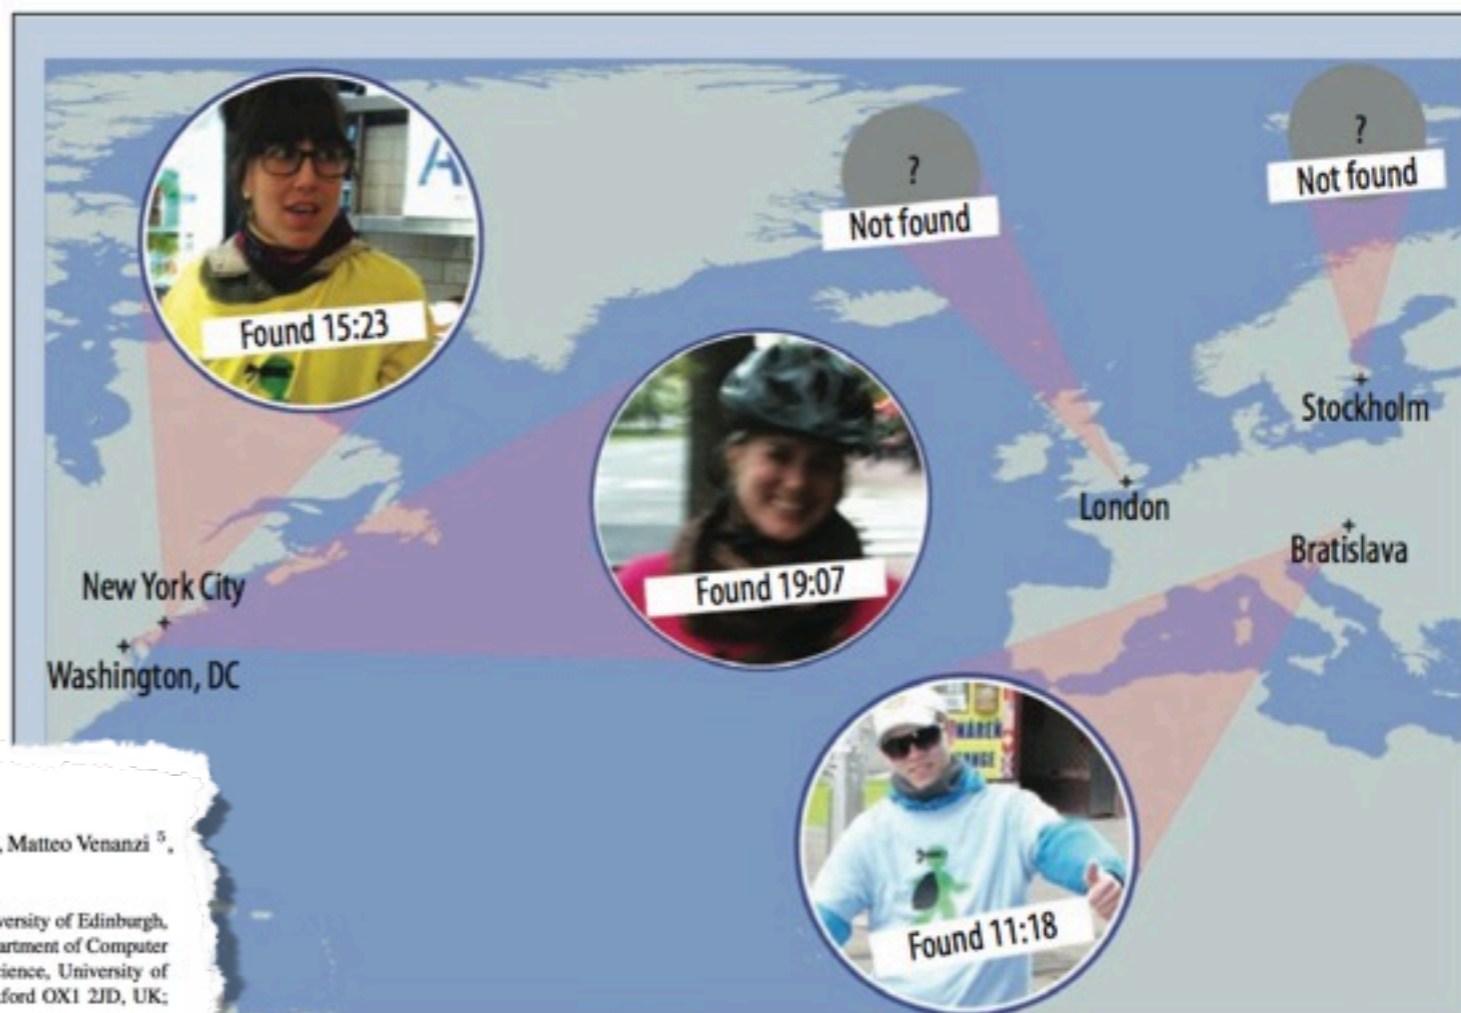 ?
Not found
?
Not found
Found 15:23
Stockholm
London
Bratislava
Found 19:07
New York City
Washington, DC
Found 11:18
, Matteo Venanzi 5,
versity of Edinburgh,
artment of Computer
cience, University of
ford OX1 2JD, UK;